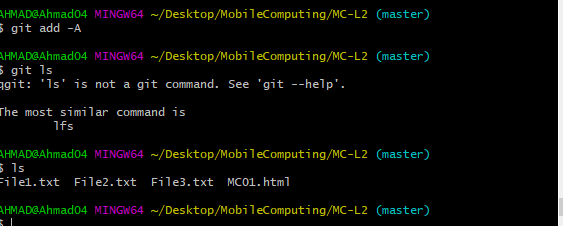 AHMAD@Ahmad04 MINGW64 ~/Desktop/MobileComputing/MC-L2 (master)
$ git add -A
AHMAD@Ahmad04 MINGW64 ~/Desktop/MobileComputing/MC-L2 (master)
$ git ls
ggit: 'ls' is not a git command. See 'git --help'.
The most similar command is
lfs
AHMAD@Ahmad04 MINGW64 ~/Desktop/MobileComputing/MC-L2 (master)
$ ls
File1.txt File2.txt File3.txt MC01.html
AHMAD@Ahmad04 MINGW64 ~/Desktop/MobileComputing/MC-L2 (master)
$